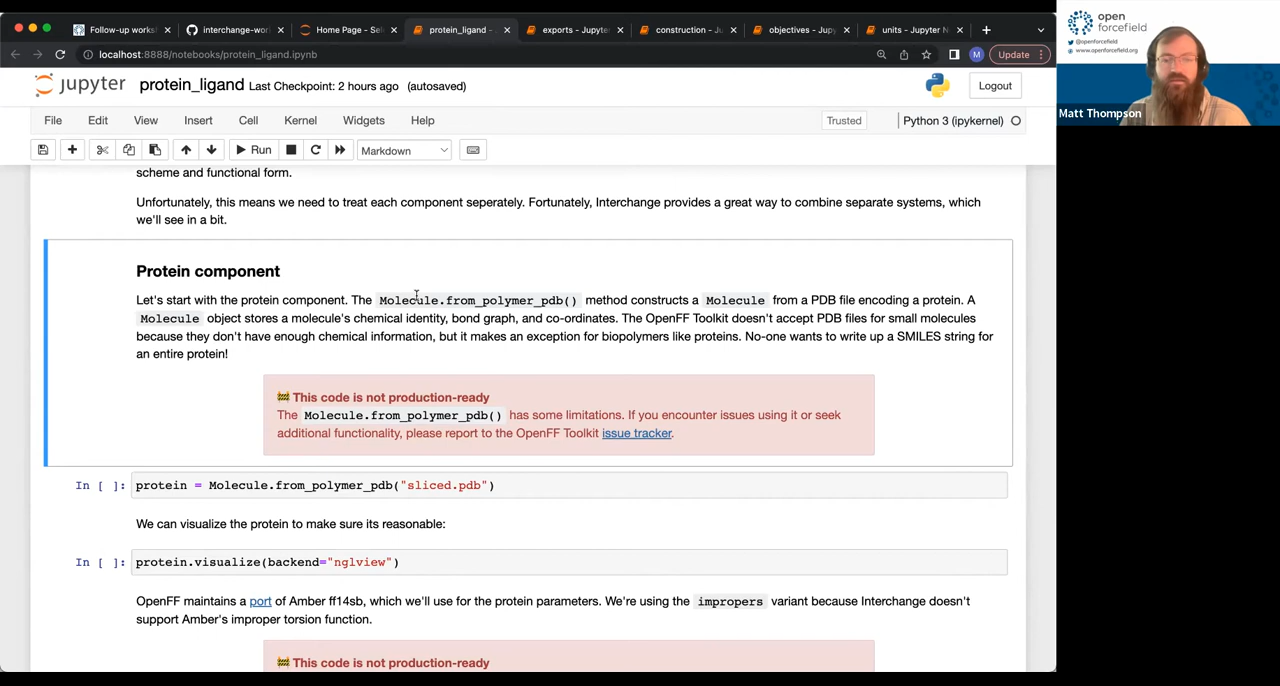 Follow-up works
interchange-wor
Home Page - Sele
protein_ligand -
exports - Jupyte
construction - Ju
objectives - Jupy
units - Jupyter N
localhost:8888/notebooks/protein_ligand.ipynb
M
Update
open
forcefield
@openforcefield
www.openforcefield.org
Matt Thompson
jupyter
protein_ligand Last Checkpoint: 2 hours ago (autosaved)
Logout
File Edit View Insert Cell Kernel Widgets Help
Trusted
Python 3 (ipykernel)
Run
Markdown
scheme and functional form.
Unfortunately, this means we need to treat each component seperately. Fortunately, Interchange provides a great way to combine separate systems, which
we'll see in a bit.
Protein component
Let's start with the protein component. The Molecule.from_polymer_pdb() method constructs a Molecule from a PDB file encoding a protein. A
Molecule object stores a molecule's chemical identity, bond graph, and co-ordinates. The OpenFF Toolkit doesn't accept PDB files for small molecules
because they don't have enough chemical information, but it makes an exception for biopolymers like proteins. No-one wants to write up a SMILES string for
an entire protein!
This code is not production-ready
The Molecule.from_polymer_pdb() has some limitations. If you encounter issues using it or seek
additional functionality, please report to the OpenFF Toolkit issue tracker.
In [ ]: protein = Molecule.from_polymer_pdb("sliced.pdb")
We can visualize the protein to make sure its reasonable:
In [ ]: protein.visualize(backend="nglview")
OpenFF maintains a port of Amber ff14sb, which we'll use for the protein parameters. We're using the impropers variant because Interchange doesn't
support Amber's improper torsion function.
This code is not production-ready